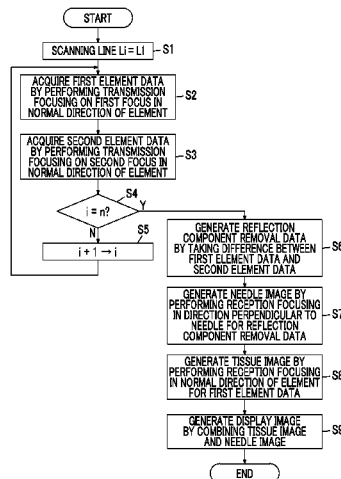 START
SCANNING LINE Li = L1
S1
ACQUIRE FIRST ELEMENT DATA
BY PERFORMING TRANSMISSION
FOCUSING ON FIRST FOCUS IN
NORMAL DIRECTION OF ELEMENT
S2
ACQUIRE SECOND ELEMENT DATA
BY PERFORMING TRANSMISSION
FOCUSING ON SECOND FOCUS IN
NORMAL DIRECTION OF ELEMENT
S3
S4
i = n?
Y
N
S5
i + 1 → i
GENERATE REFLECTION
COMPONENT REMOVAL DATA
BY TAKING DIFFERENCE BETWEEN
FIRST ELEMENT DATA AND
SECOND ELEMENT DATA
S6
GENERATE NEEDLE IMAGE BY
PERFORMING RECEPTION FOCUSING
IN DIRECTION PERPENDICULAR TO
NEEDLE FOR REFLECTION
COMPONENT REMOVAL DATA
S7
GENERATE TISSUE IMAGE BY
PERFORMING RECEPTION FOCUSING
IN NORMAL DIRECTION OF ELEMENT
FOR FIRST ELEMENT DATA
S8
GENERATE DISPLAY IMAGE
BY COMBINING TISSUE IMAGE
AND NEEDLE IMAGE
S9
END